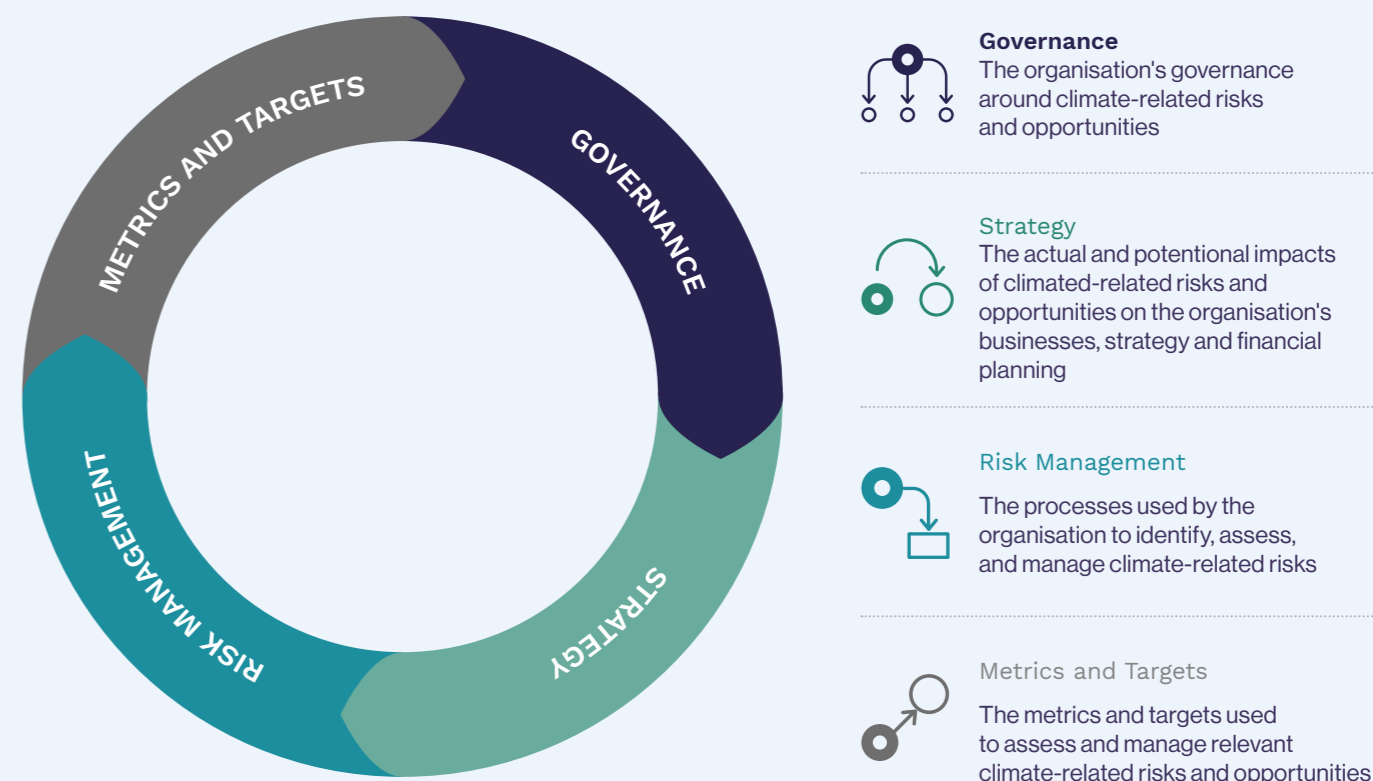 METRICS AND TARGETS
GOVERNANCE
STRATEGY
RISK MANAGEMENT
Governance
The organisation's governance
around climate-related risks
and opportunities
Strategy
The actual and potentional impacts
of climated-related risks and
opportunities on the organisation's
businesses, strategy and financial
planning
Risk Management
The processes used by the
organisation to identify, assess,
and manage climate-related risks
Metrics and Targets
The metrics and targets used
to assess and manage relevant
climate-related risks and opportunities